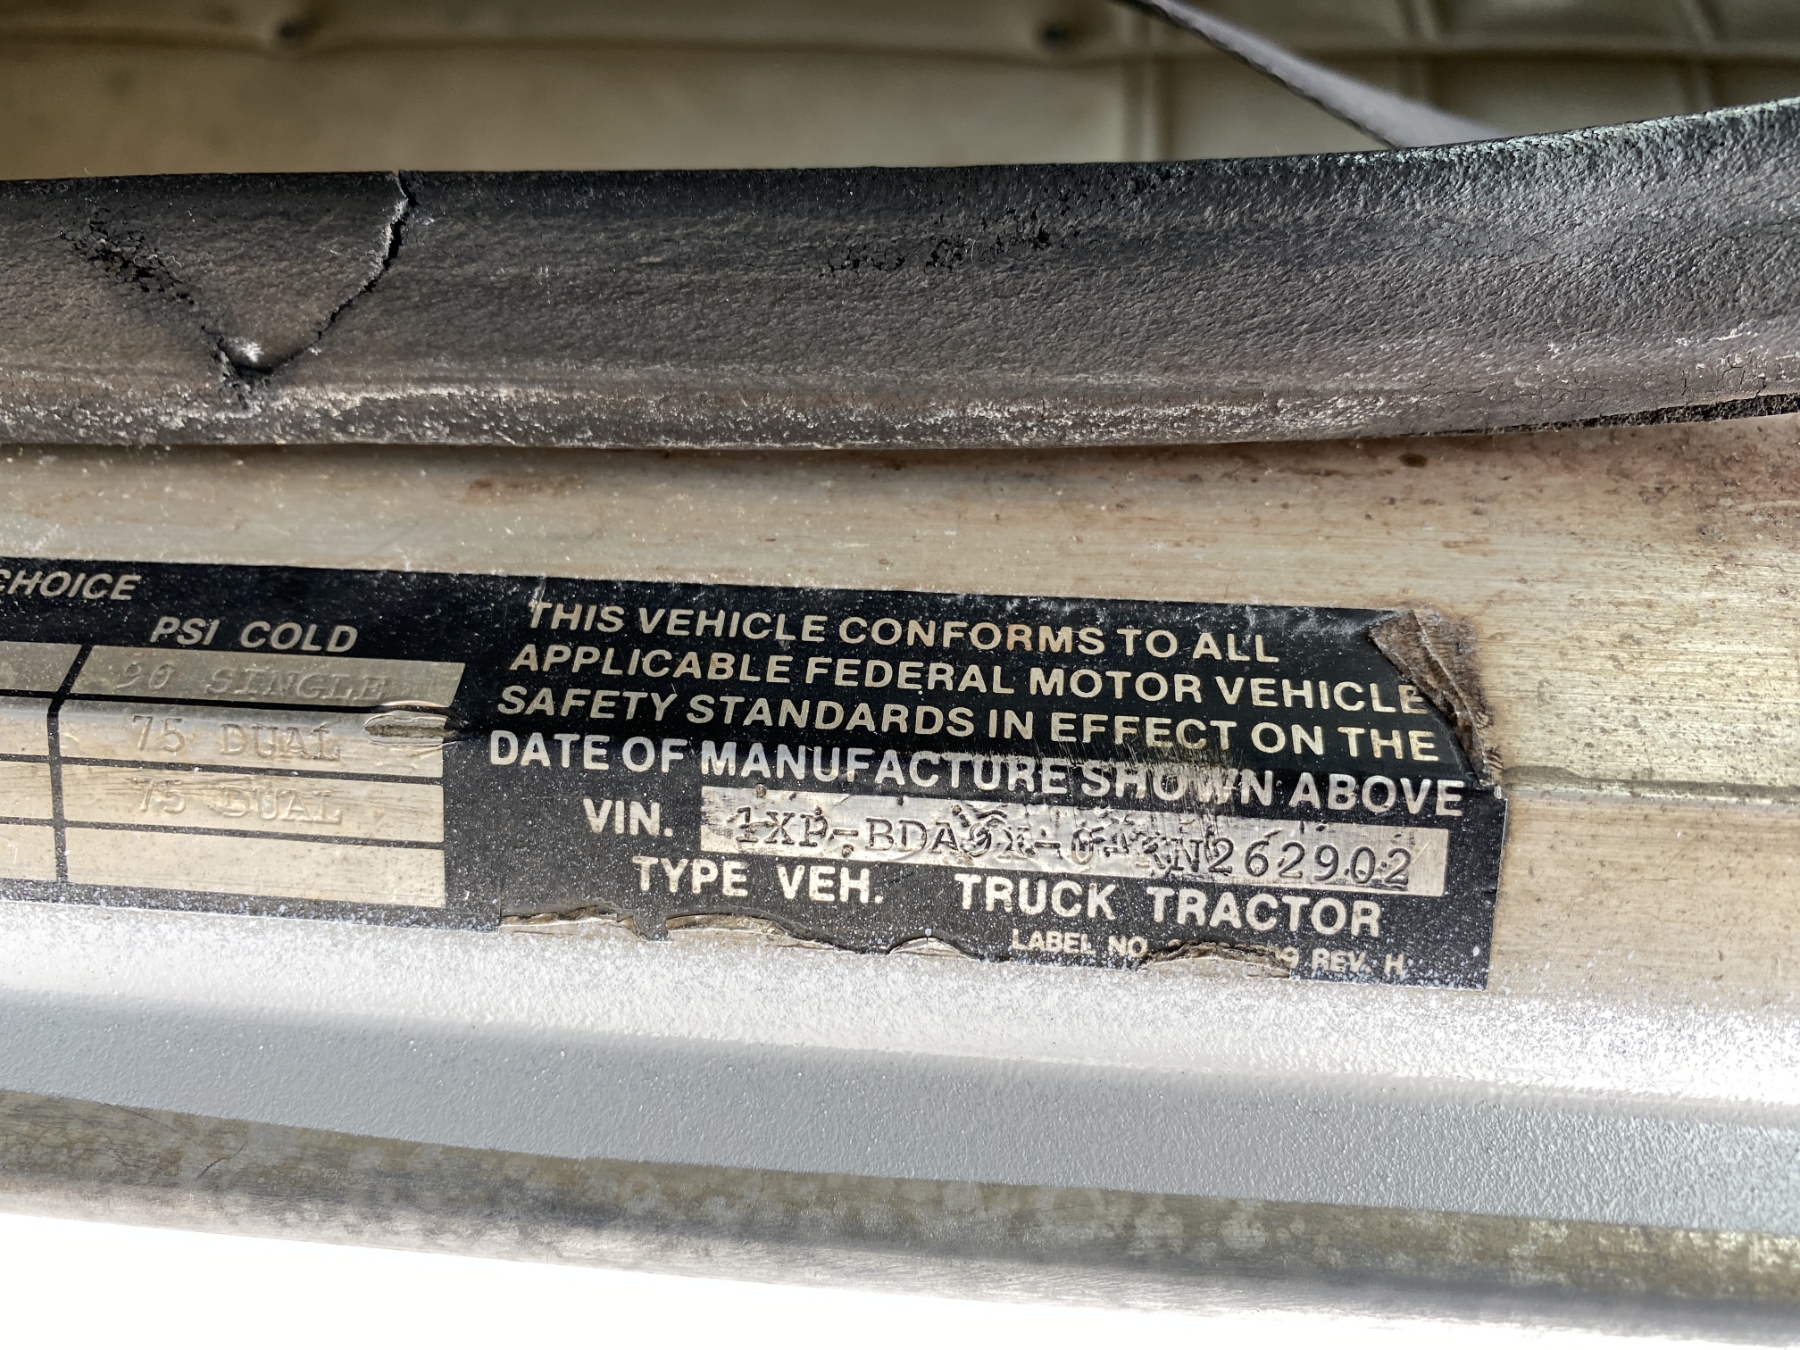 CHOICE
PSI COLD
90 SINGLE
75 DUAL
75 DUAL
THIS VEHICLE CONFORMS TO ALL
APPLICABLE FEDERAL MOTOR VEHICLE
SAFETY STANDARDS IN EFFECT ON THE
DATE OF MANUFACTURE SHOWN ABOVE
VIN.
TYPE VEH. TRUCK TRACTOR
LABEL NO. REV. H